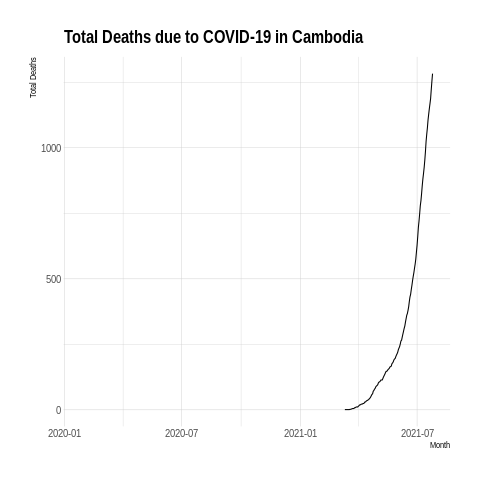 Total Deaths due to COVID-19 in Cambodia
Total Deaths
1000
500
0
2020-01 2020-07 2021-01 2021-07
Month